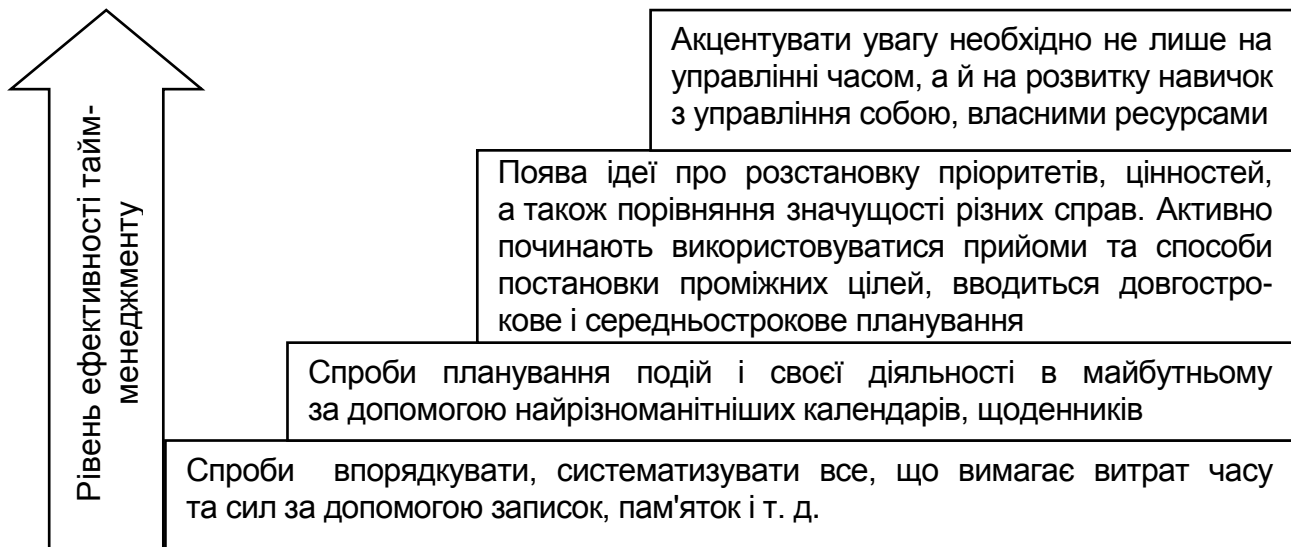 Рівень ефективності тайм-
менеджменту
Акцентувати увагу необхідно не лише на
управлінні часом, а й на розвитку навичок
з управління собою, власними ресурсами
Поява ідеї про розстановку пріоритетів, цінностей,
а також порівняння значущості різних справ. Активно
починають використовуватися прийоми та способи
постановки проміжних цілей, вводиться довгостро-
кове і середньострокове планування
Спроби планування подій і своєї діяльності в майбутньому
за допомогою найрізноманітніших календарів, щоденників
Спроби впорядкувати, систематизувати все, що вимагає витрат часу
та сил за допомогою записок, пам'яток і т. д.